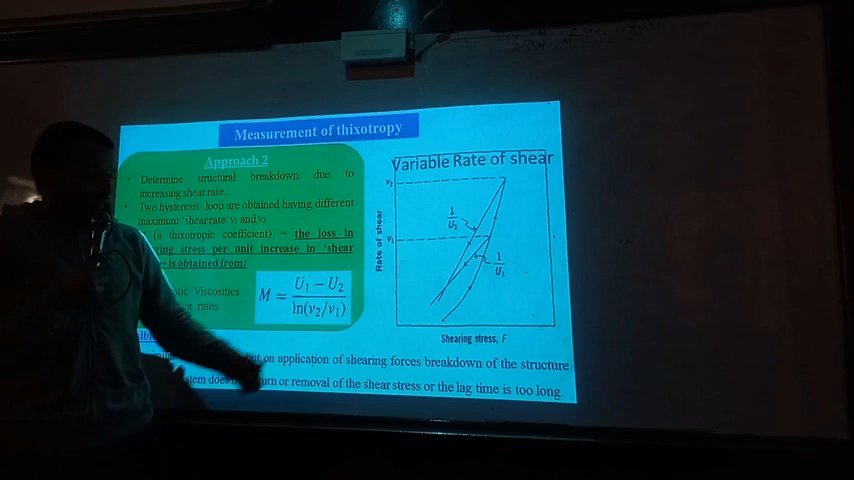 Measurement of thixotropy
Approach 2
• Determine structural breakdown due to
increasing shear rate.
• Two hysteresis loop are obtained having different
maximum 'shear rate' v1 and v2
(a thixotropic coefficient) = the loss in
stress per unit increase in 'shear
is obtained from:
Viscosities
rates
M = U1 − U2 / ln(v2/v1)
Variable Rate of shear
v2
1/U2
v1
1/U1
Rate of shear
Shearing stress, F
on application of shearing forces breakdown of the structure
or removal of the shear stress or the lag time is too long.